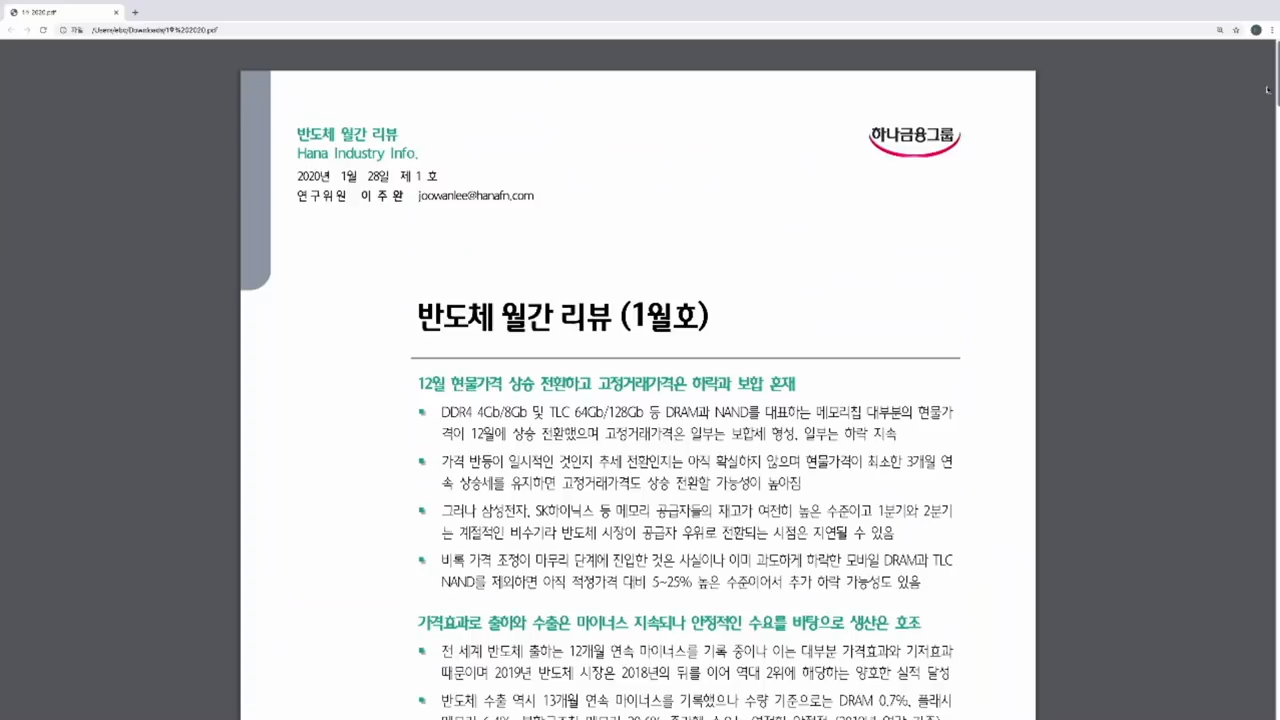 1주 2020.pdf
파일 /Users/ebq/Downloads/1주%202020.pdf
반도체 월간 리뷰
하나금융그룹
Hana Industry Info.
2020년 1월 28일 제 1 호
연구위원 이 주 완 joowanlee@hanafn.com
반도체 월간 리뷰 (1월호)
12월 현물가격 상승 전환하고 고정거래가격은 하락과 보합 혼재
DDR4 4Gb/8Gb 및 TLC 64Gb/128Gb 등 DRAM과 NAND를 대표하는 메모리칩 대부분의 현물가
격이 12월에 상승 전환했으며 고정거래가격은 일부는 보합세 형성, 일부는 하락 지속
가격 반등이 일시적인 것인지 추세 전환인지는 아직 확실하지 않으며 현물가격이 최소한 3개월 연
속 상승세를 유지하면 고정거래가격도 상승 전환할 가능성이 높아짐
그러나 삼성전자, SK하이닉스 등 메모리 공급자들의 재고가 여전히 높은 수준이고 1분기와 2분기
는 계절적인 비수기라 반도체 시장이 공급자 우위로 전환되는 시점은 지연될 수 있음
비록 가격 조정이 마무리 단계에 진입한 것은 사실이나 이미 과도하게 하락한 모바일 DRAM과 TLC
NAND를 제외하면 아직 적정가격 대비 5~25% 높은 수준이어서 추가 하락 가능성도 있음
가격효과로 출하와 수출은 마이너스 지속되나 안정적인 수요를 바탕으로 생산은 호조
전 세계 반도체 출하는 12개월 연속 마이너스를 기록 중이나 이는 대부분 가격효과와 기저효과
때문이며 2019년 반도체 시장은 2018년의 뒤를 이어 역대 2위에 해당하는 양호한 실적 달성
반도체 수출 역시 13개월 연속 마이너스를 기록했으나 수량 기준으로는 DRAM 0.7%, 플래시